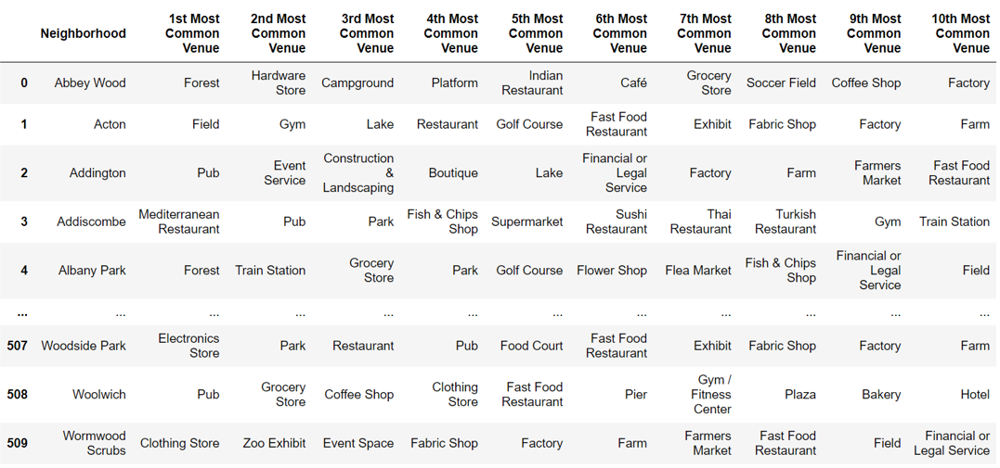 Neighborhood 1st Most Common Venue 2nd Most Common Venue 3rd Most Common Venue 4th Most Common Venue 5th Most Common Venue 6th Most Common Venue 7th Most Common Venue 8th Most Common Venue 9th Most Common Venue 10th Most Common Venue
0 Abbey Wood Forest Hardware Store Campground Platform Indian Restaurant Café Grocery Store Soccer Field Coffee Shop Factory
1 Acton Field Gym Lake Restaurant Golf Course Fast Food Restaurant Exhibit Fabric Shop Factory Farm
2 Addington Pub Event Service Construction & Landscaping Boutique Lake Financial or Legal Service Factory Farm Farmers Market Fast Food Restaurant
3 Addiscombe Mediterranean Restaurant Pub Park Fish & Chips Shop Supermarket Sushi Restaurant Thai Restaurant Turkish Restaurant Gym Train Station
4 Albany Park Forest Train Station Grocery Store Park Golf Course Flower Shop Flea Market Fish & Chips Shop Financial or Legal Service Field
... ... ... ... ... ... ... ... ... ... ... ...
507 Woodside Park Electronics Store Park Restaurant Pub Food Court Fast Food Restaurant Exhibit Fabric Shop Factory Farm
508 Woolwich Pub Grocery Store Coffee Shop Clothing Store Fast Food Restaurant Pier Gym / Fitness Center Plaza Bakery Hotel
509 Wormwood Scrubs Clothing Store Zoo Exhibit Event Space Fabric Shop Factory Farm Farmers Market Fast Food Restaurant Field Financial or Legal Service